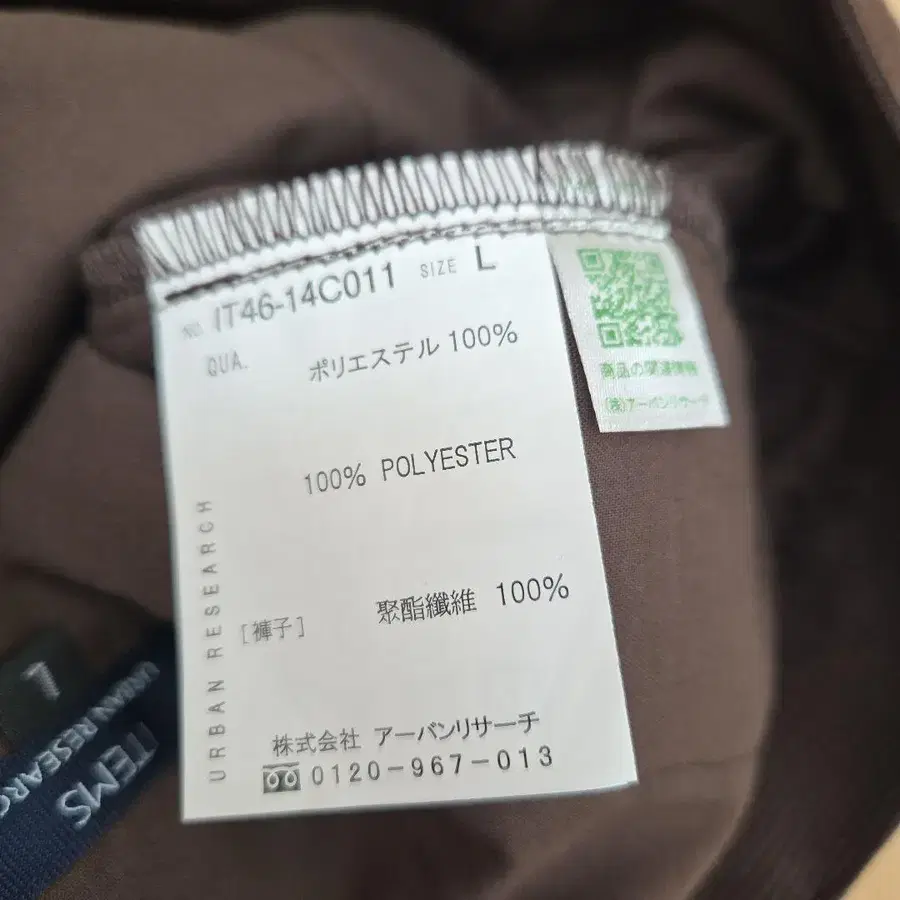 NO. IT46-14C011 SIZE L
QUA.
ポリエステル 100%
100% POLYESTER
聚酯纖維 100%
[褲子]
URBAN RESEARCH
株式会社 アーバンリサーチ
0120-967-013
商品の関連情報
(株)アーバンリサーチ
L
ITEMS
URBAN RESEARC